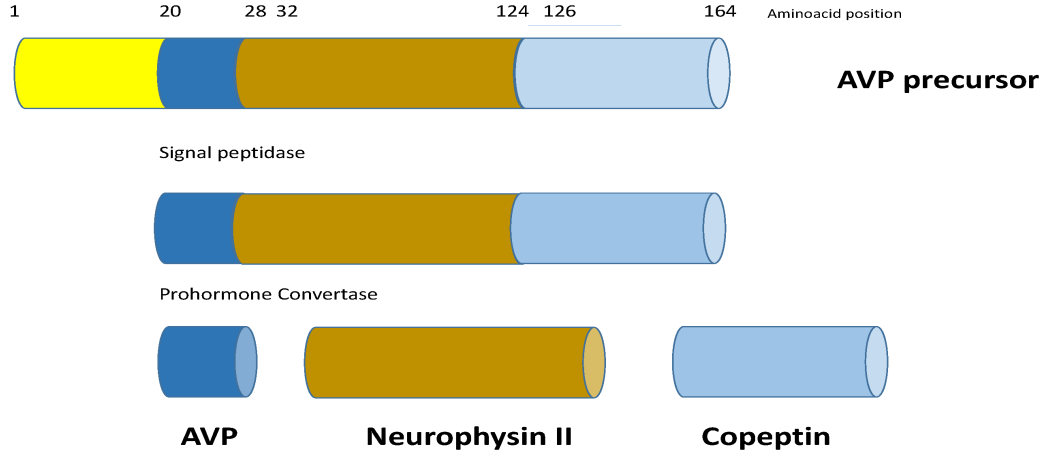 1 20 28 32 124 126 164 Aminoacid position
AVP precursor
Signal peptidase
Prohormone Convertase
AVP Neurophysin II Copeptin